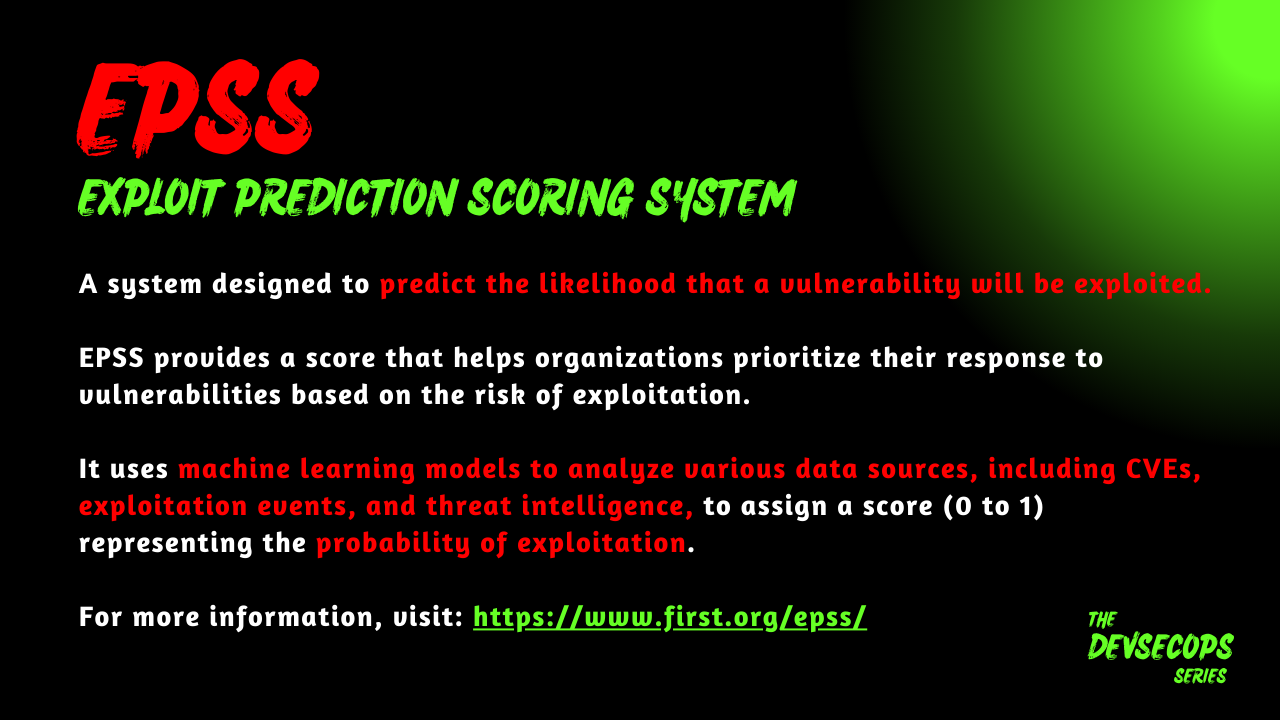 EPSS
EXPLOIT PREDICTION SCORING SYSTEM
A system designed to predict the likelihood that a vulnerability will be exploited.
EPSS provides a score that helps organizations prioritize their response to
vulnerabilities based on the risk of exploitation.
It uses machine learning models to analyze various data sources, including CVEs,
exploitation events, and threat intelligence, to assign a score (0 to 1)
representing the probability of exploitation.
For more information, visit: https://www.first.org/epss/
THE
DEVSECOPS
SERIES